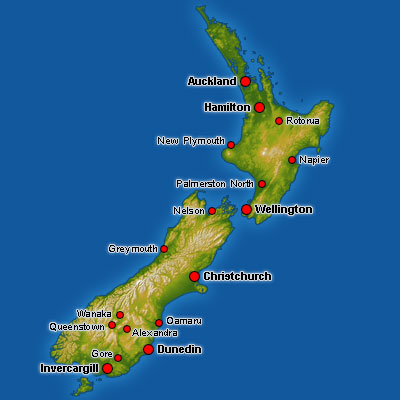 Auckland
Hamilton
Rotorua
New Plymouth
Napier
Palmerston North
Nelson
Wellington
Greymouth
Christchurch
Wanaka
Oamaru
Queenstown
Alexandra
Dunedin
Gore
Invercargill